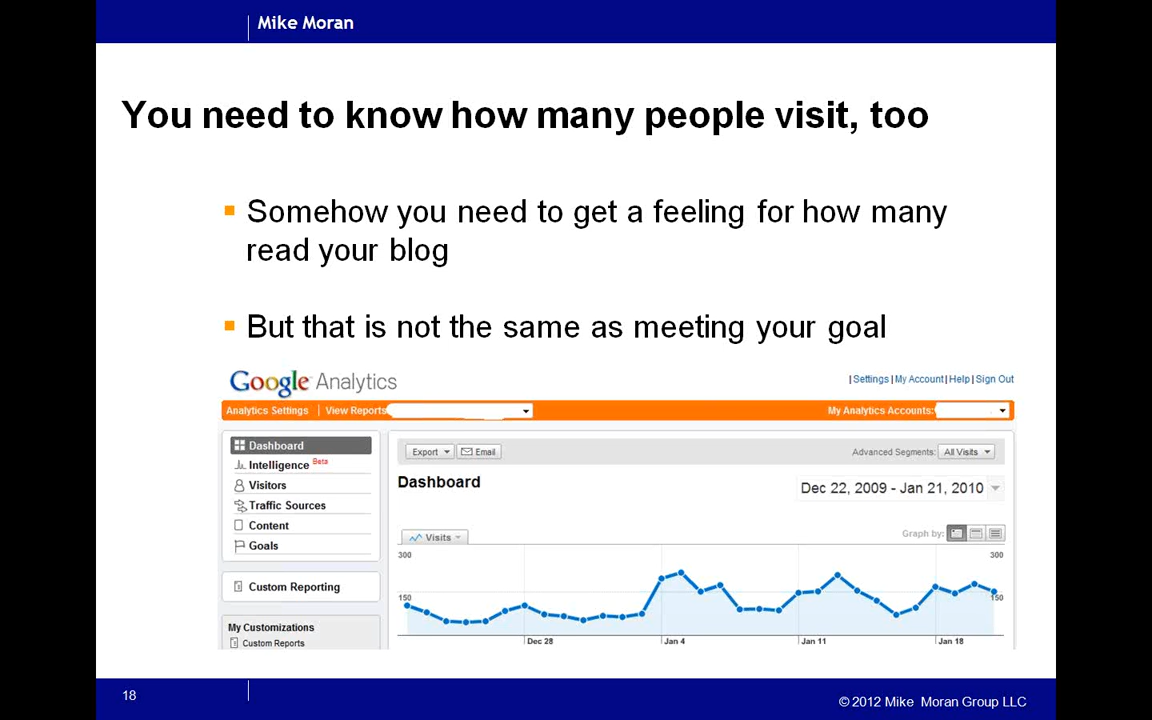 Mike Moran
You need to know how many people visit, too
Somehow you need to get a feeling for how many
read your blog
But that is not the same as meeting your goal
Google Analytics
| Settings | My Account | Help | Sign Out
Analytics Settings | View Reports
My Analytics Accounts:
Dashboard
Intelligence Beta
Visitors
Traffic Sources
Content
Goals
Custom Reporting
My Customizations
Custom Reports
Export
Email
Advanced Segments: All Visits
Dashboard
Dec 22, 2009 - Jan 21, 2010
Visits
Graph by:
300
300
150
150
Dec 28
Jan 4
Jan 11
Jan 18
18
© 2012 Mike Moran Group LLC